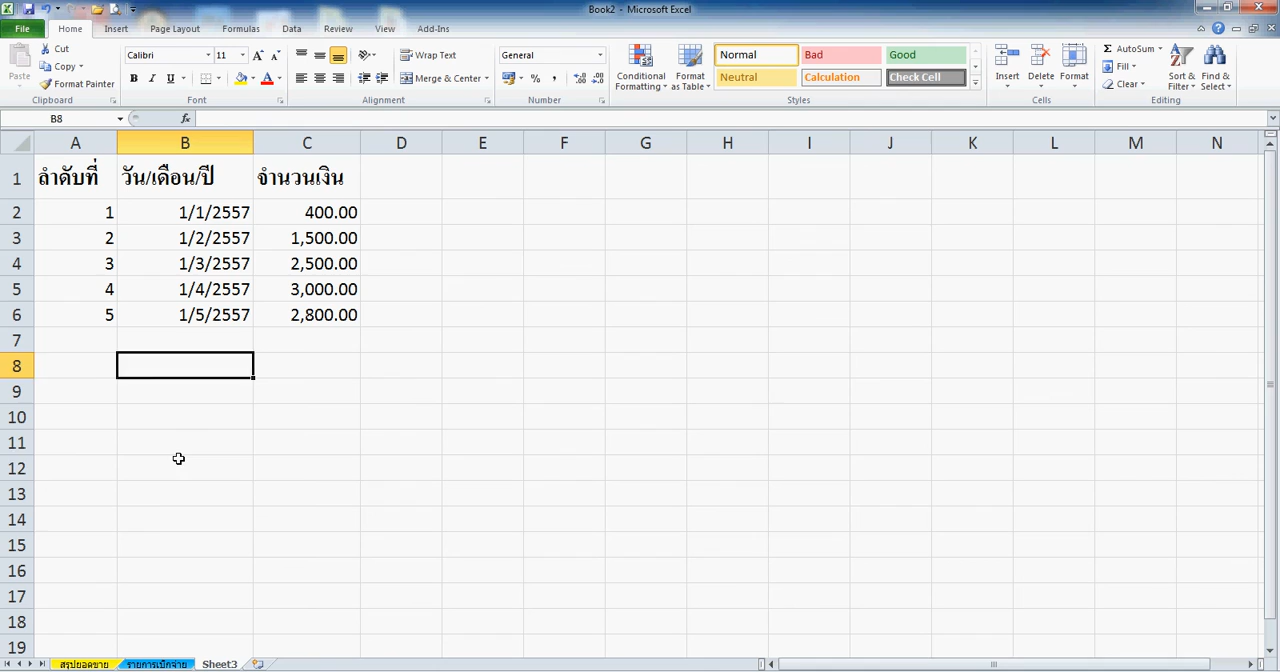 Book2 - Microsoft Excel
File Home Insert Page Layout Formulas Data Review View Add-Ins
Paste Cut Copy Format Painter Clipboard
Calibri 11 A A B I U A Font
Wrap Text Merge & Center Alignment
General % , Number
Conditional Formatting Format as Table Normal Bad Good Neutral Calculation Check Cell Styles
Insert Delete Format Cells
Σ AutoSum Fill Clear Sort & Filter Find & Select Editing
B8 fx
A B C D E F G H I J K L M N
1 ลำดับที่ วัน/เดือน/ปี จำนวนเงิน
2 1 1/1/2557 400.00
3 2 1/2/2557 1,500.00
4 3 1/3/2557 2,500.00
5 4 1/4/2557 3,000.00
6 5 1/5/2557 2,800.00
7
8
9
10
11
12
13
14
15
16
17
18
19
สรุปยอดขาย รายการเบิกจ่าย Sheet3